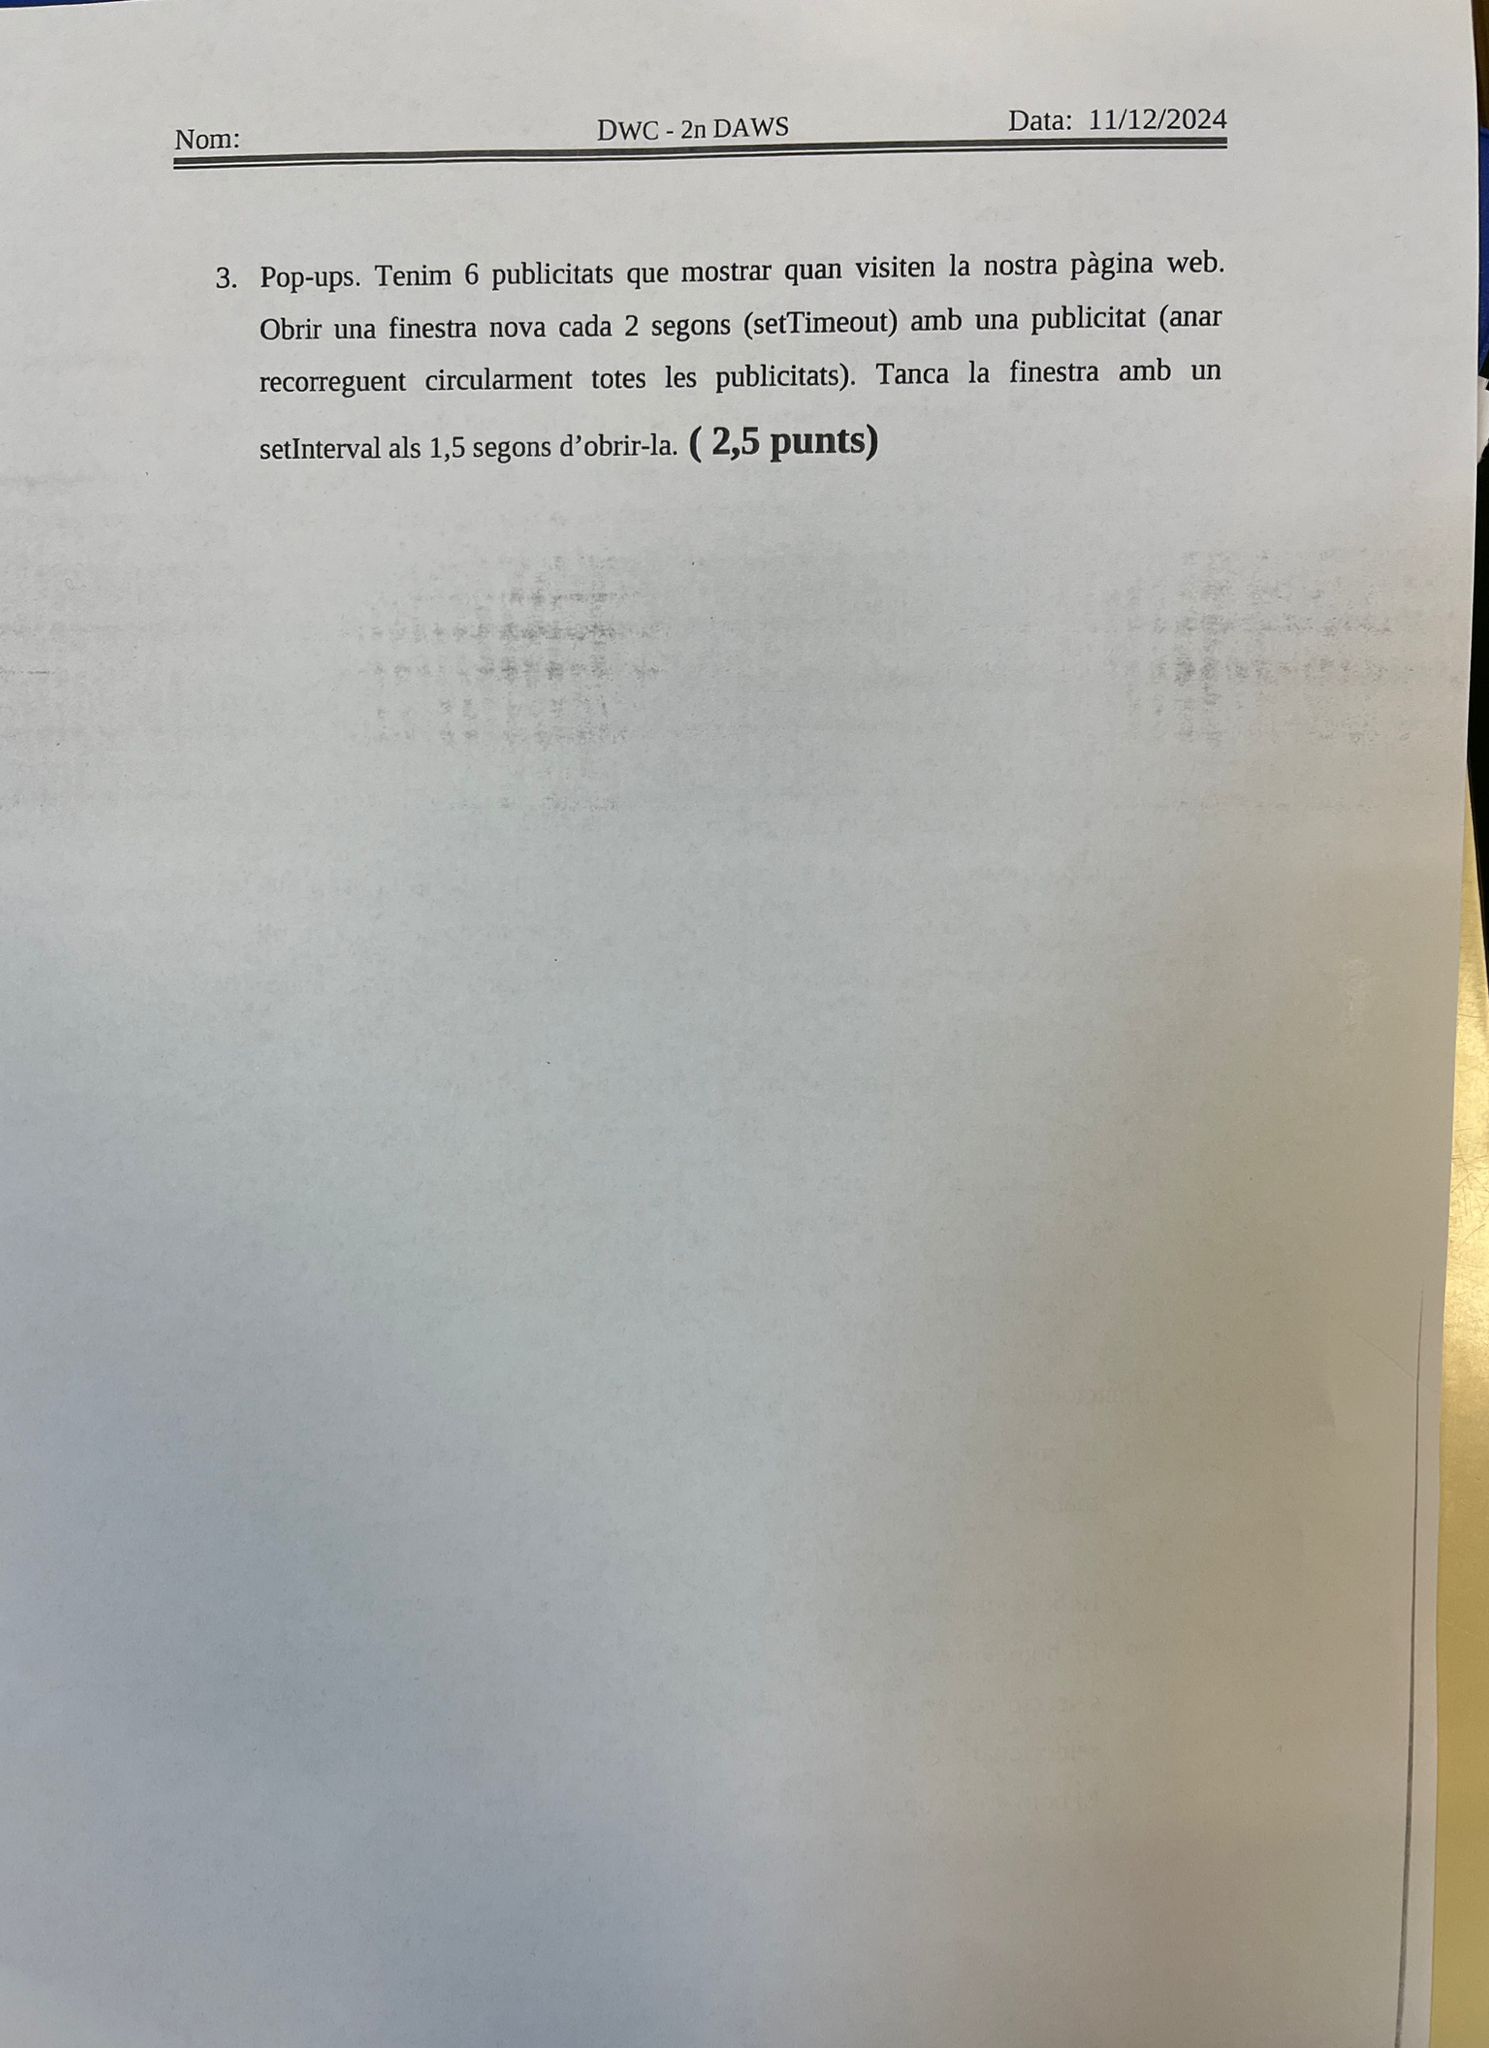 Nom: DWC - 2n DAWS Data: 11/12/2024
3. Pop-ups. Tenim 6 publicitats que mostrar quan visiten la nostra pàgina web.
Obrir una finestra nova cada 2 segons (setTimeout) amb una publicitat (anar
recorreguent circularment totes les publicitats). Tanca la finestra amb un
setInterval als 1,5 segons d’obrir-la. ( 2,5 punts)